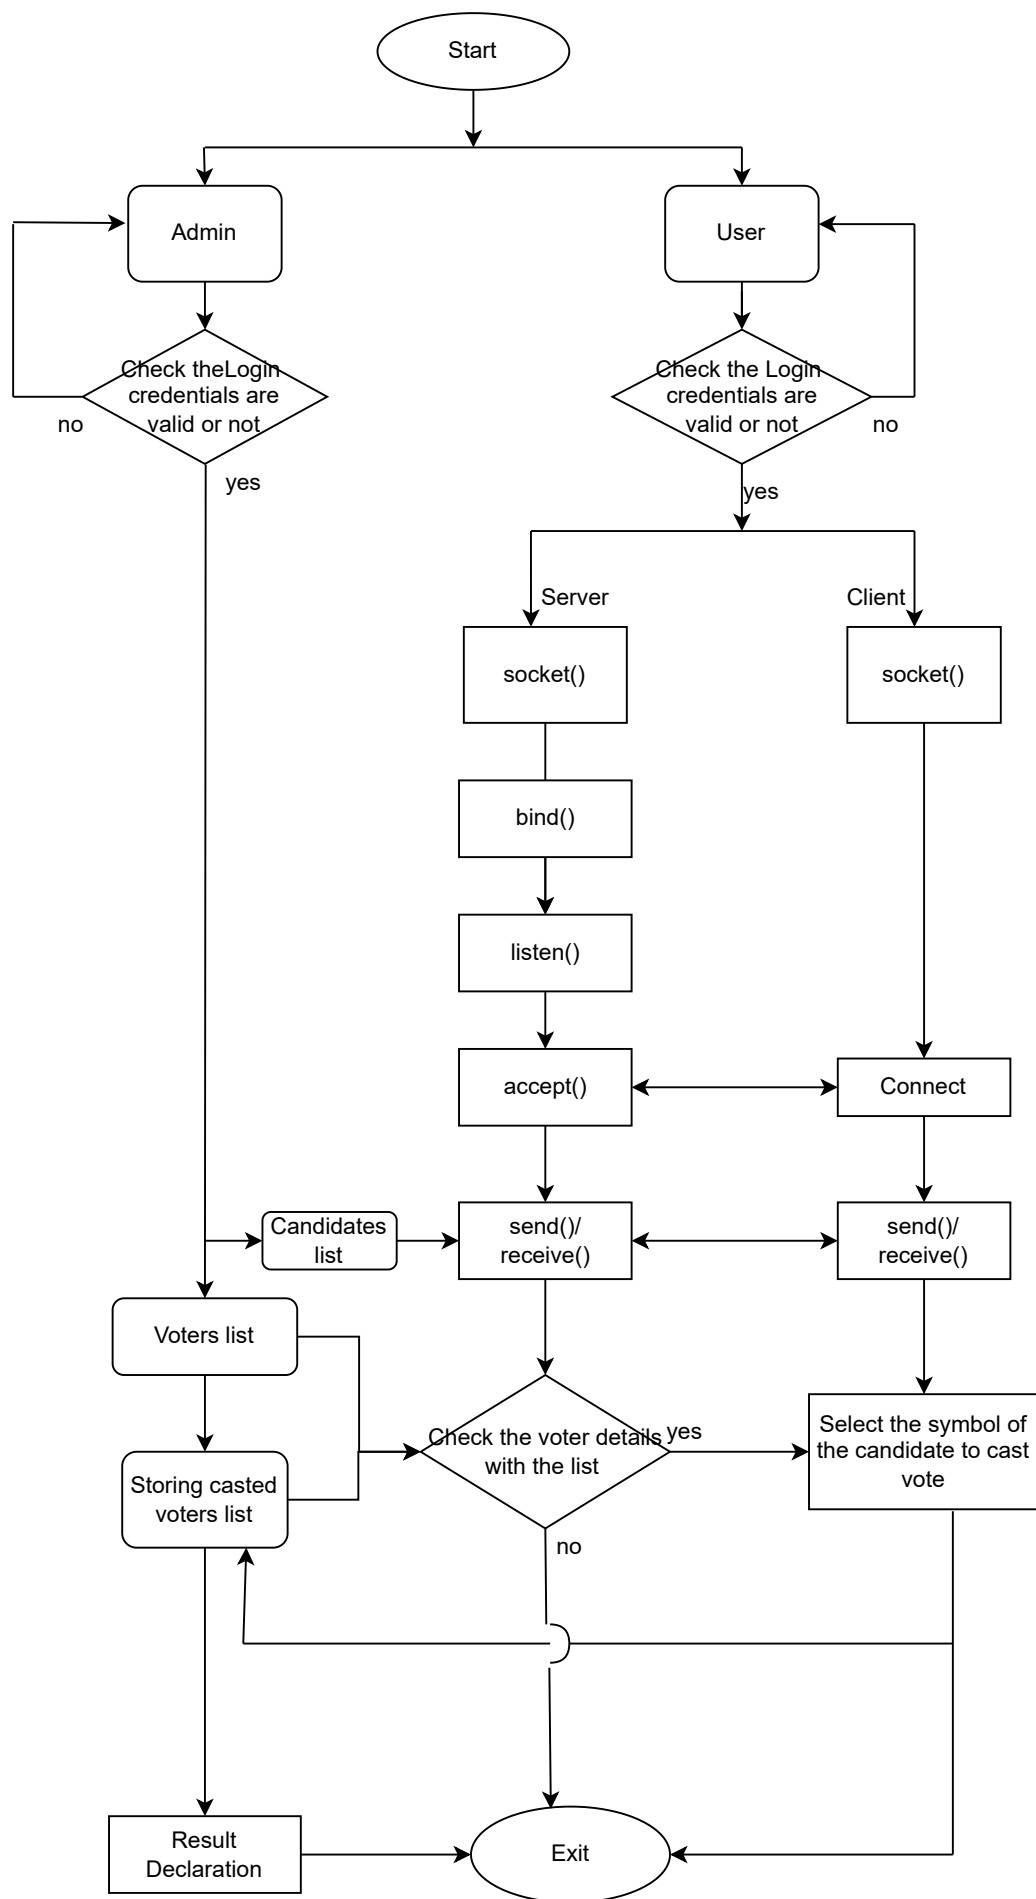 Start
Admin
User
Check theLogin
credentials are
valid or not
no
yes
Check the Login
credentials are
valid or not
no
yes
Server
Client
socket()
socket()
bind()
listen()
accept()
Connect
Candidates
list
send()/
receive()
send()/
receive()
Voters list
Check the voter details
with the list
yes
Select the symbol of
the candidate to cast
vote
Storing casted
voters list
no
Result
Declaration
Exit